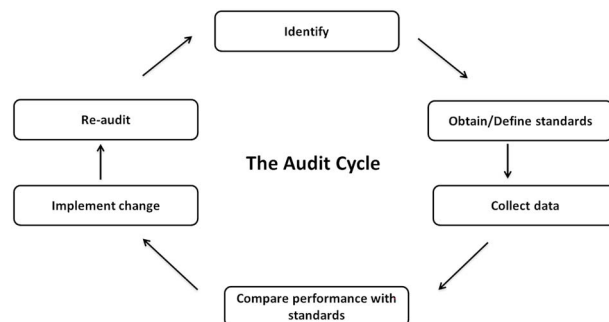 Identify
Obtain/Define standards
Collect data
Compare performance with
standards
Implement change
Re-audit
The Audit Cycle